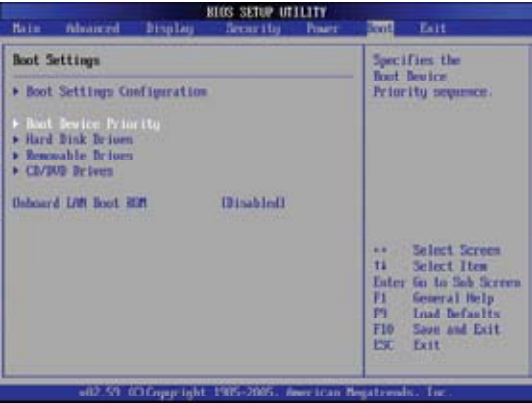 BIOS SETUP UTILITY
Main Advanced Display Security Power Boot Exit
Boot Settings
Boot Settings Configuration
Boot Device Priority
Hard Disk Drives
Removable Drives
CD/DVD Drives
Onboard LAN Boot ROM [Disabled]
Specifies the
Boot Device
Priority sequence.
↔ Select Screen
↑↓ Select Item
Enter Go to Sub Screen
F1 General Help
F9 Load Defaults
F10 Save and Exit
ESC Exit
v02.59 (C)Copyright 1985-2005, American Megatrends, Inc.